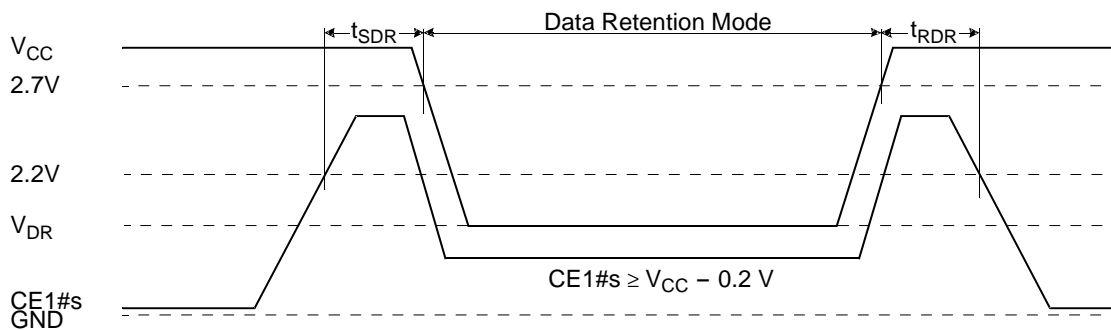 Data Retention Mode
tSDR
tRDR
VCC
2.7V
2.2V
VDR
CE1#s ≥ VCC − 0.2 V
CE1#s
GND